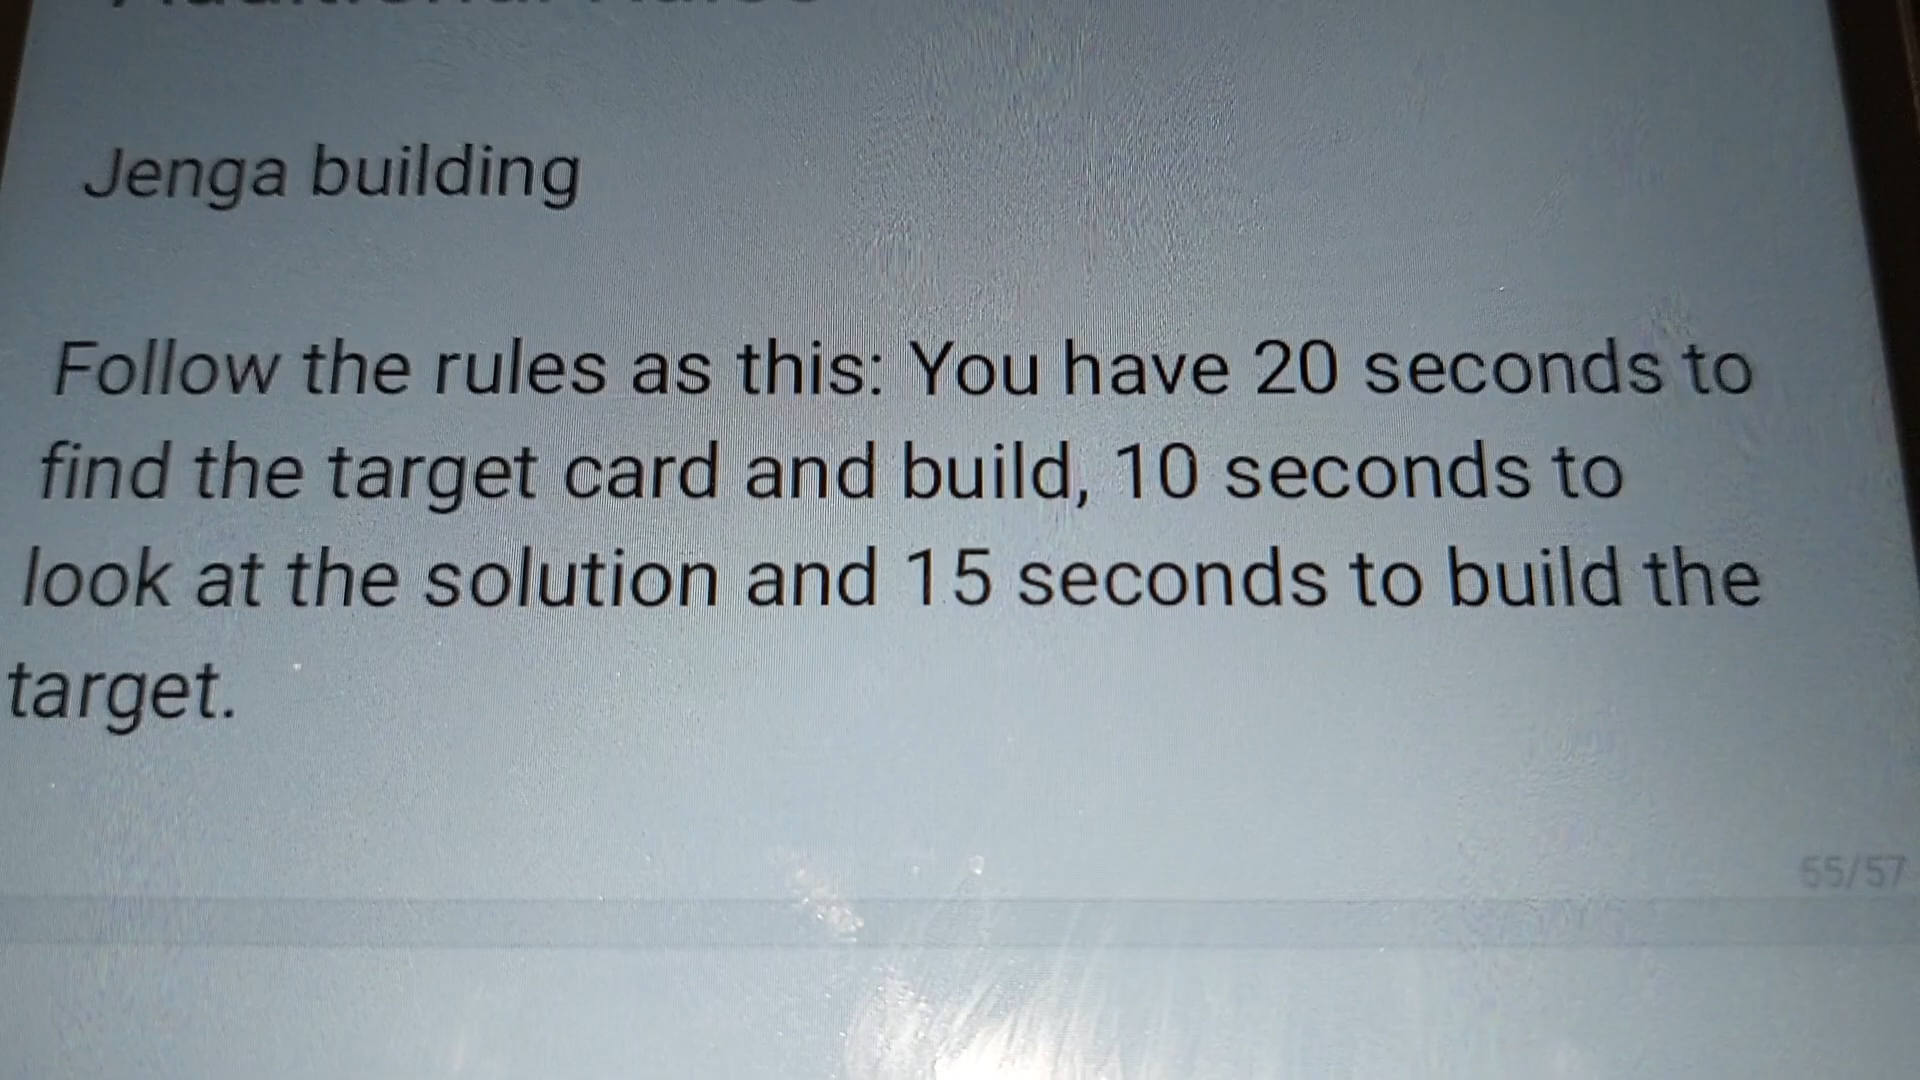 Jenga building
Follow the rules as this: You have 20 seconds to
find the target card and build, 10 seconds to
look at the solution and 15 seconds to build the
target.
55/57